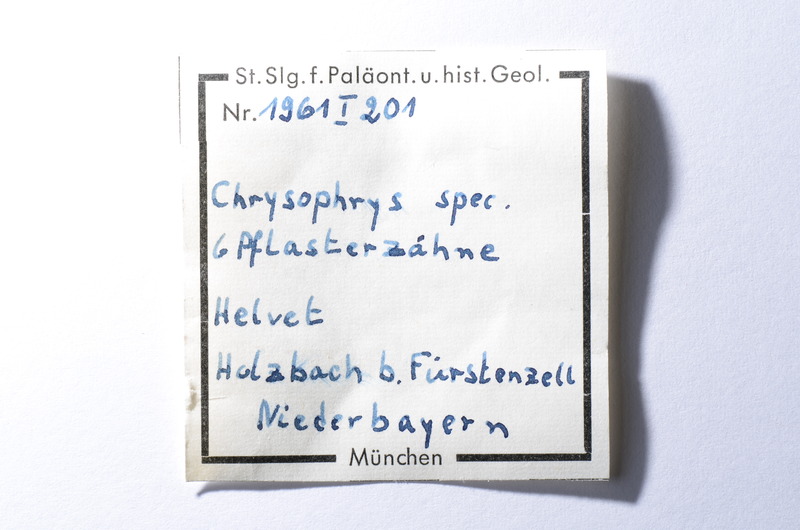 St. Slg. f. Paläont. u. hist. Geol.
Nr. 1961 I 201
Chrysophrys spec.
6 Pflasterzähne
Helvet
Holzbach b. Fürstenzell
Niederbayern
München